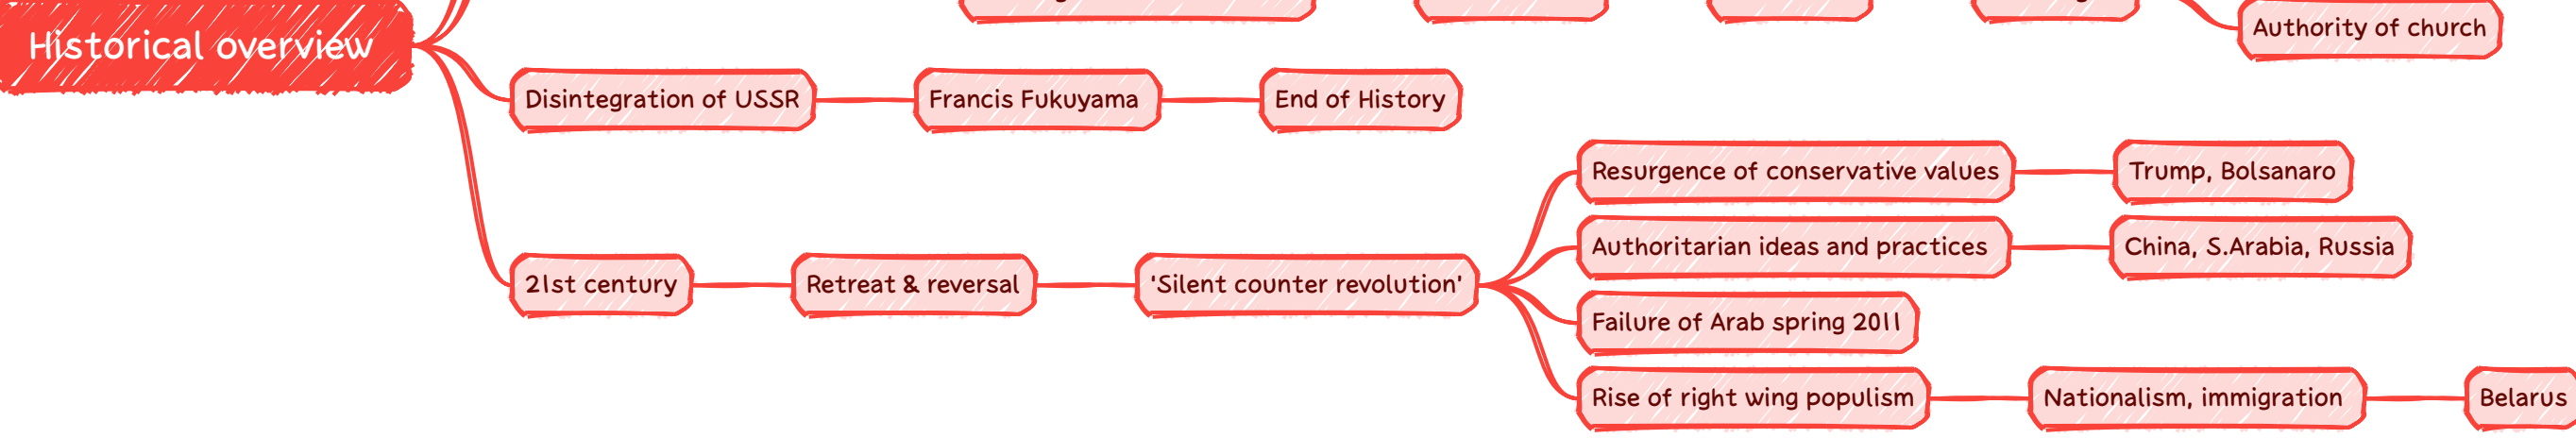 Historical overview
Authority of church
Disintegration of USSR
Francis Fukuyama
End of History
21st century
Retreat & reversal
'Silent counter revolution'
Resurgence of conservative values
Trump, Bolsanaro
Authoritarian ideas and practices
China, S.Arabia, Russia
Failure of Arab spring 2011
Rise of right wing populism
Nationalism, immigration
Belarus